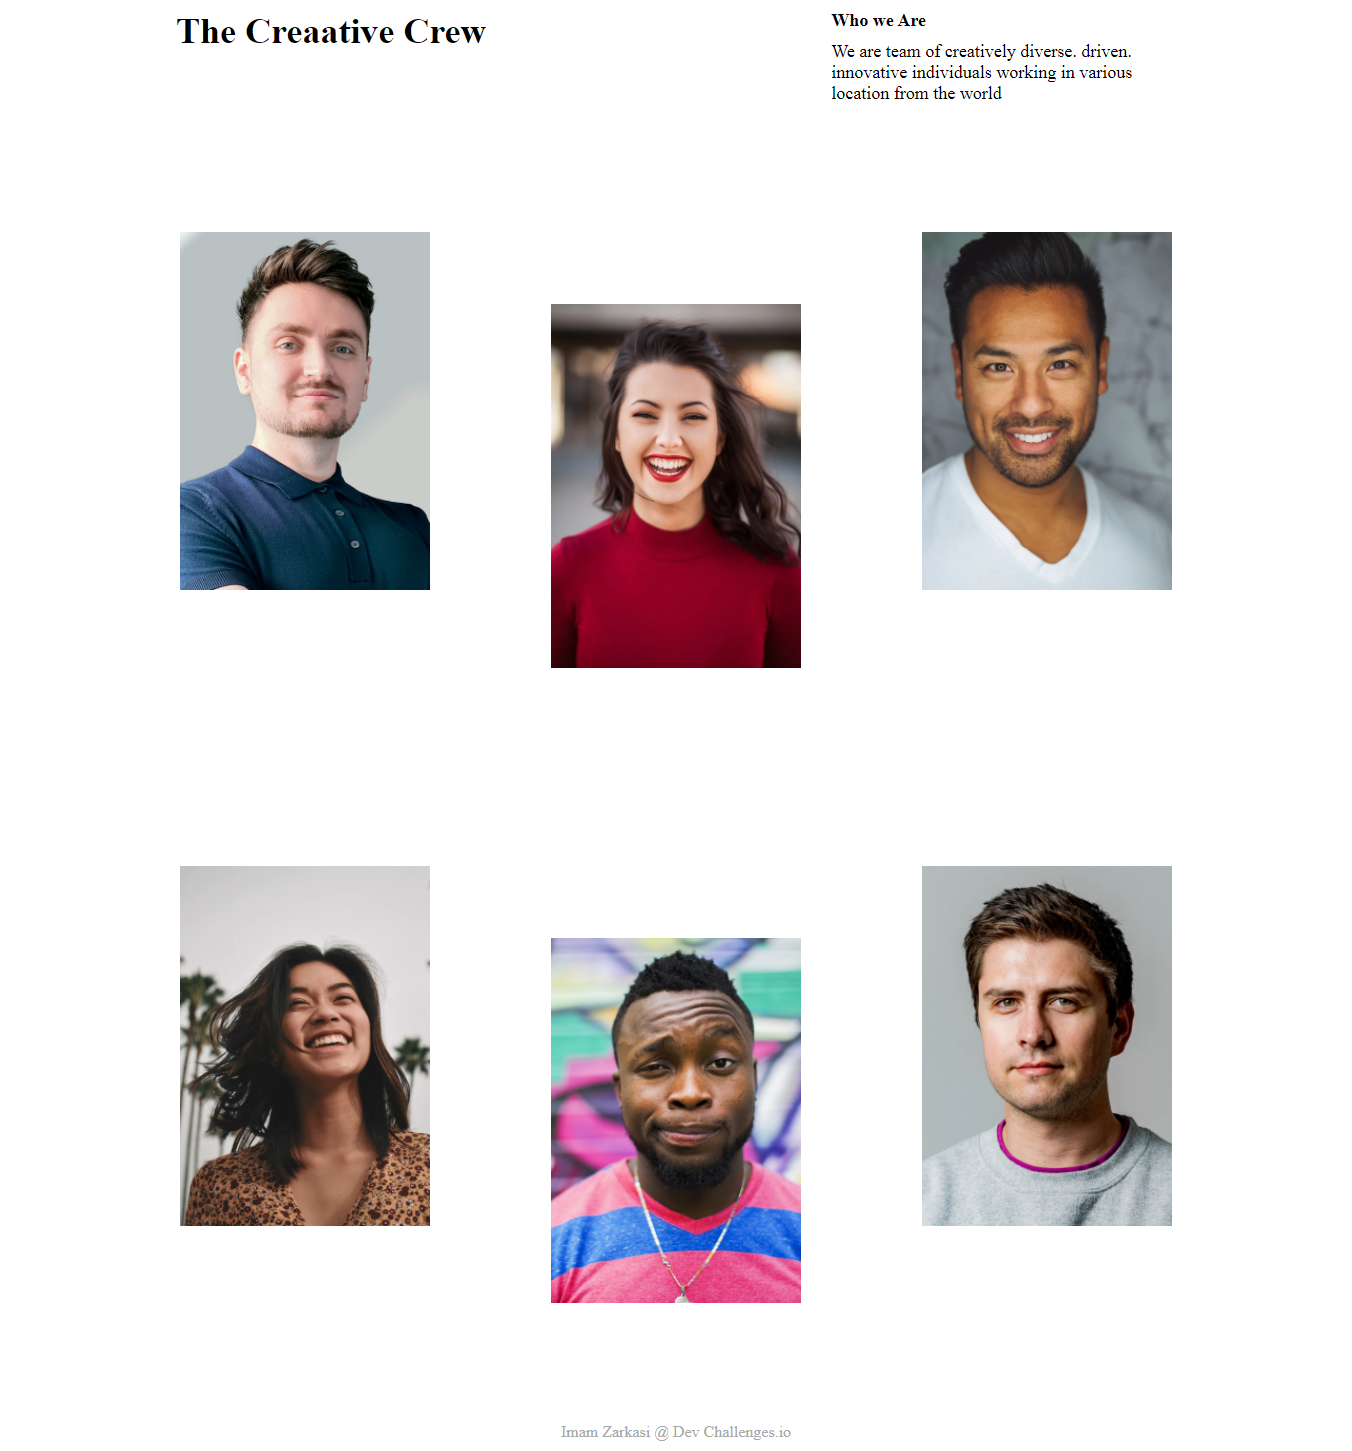 The Creaative Crew
Who we Are
We are team of creatively diverse. driven.
innovative individuals working in various
location from the world
Imam Zarkasi @ Dev Challenges.io